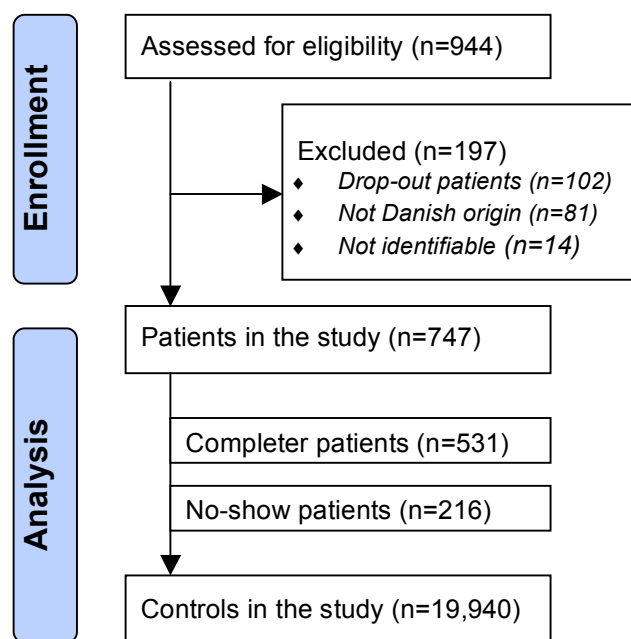 Enrollment
Assessed for eligibility (n=944)
Excluded (n=197)
♦ Drop-out patients (n=102)
♦ Not Danish origin (n=81)
♦ Not identifiable (n=14)
Patients in the study (n=747)
Analysis
Completer patients (n=531)
No-show patients (n=216)
Controls in the study (n=19,940)